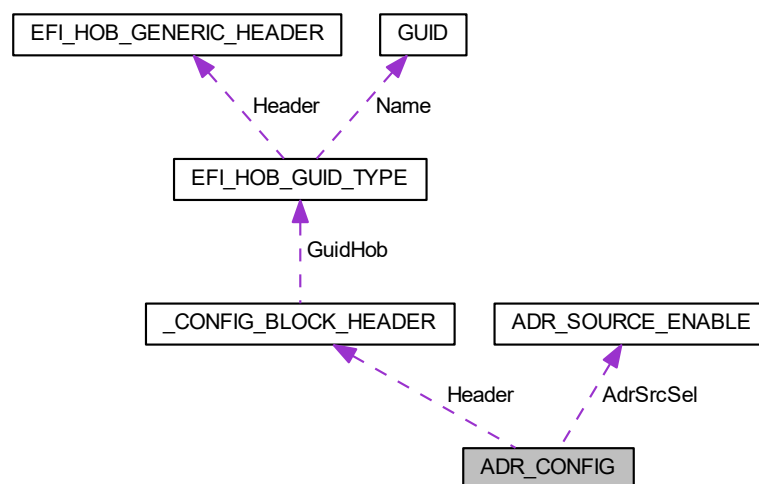 EFI_HOB_GENERIC_HEADER
GUID
Header
Name
EFI_HOB_GUID_TYPE
GuidHob
_CONFIG_BLOCK_HEADER
ADR_SOURCE_ENABLE
Header
AdrSrcSel
ADR_CONFIG